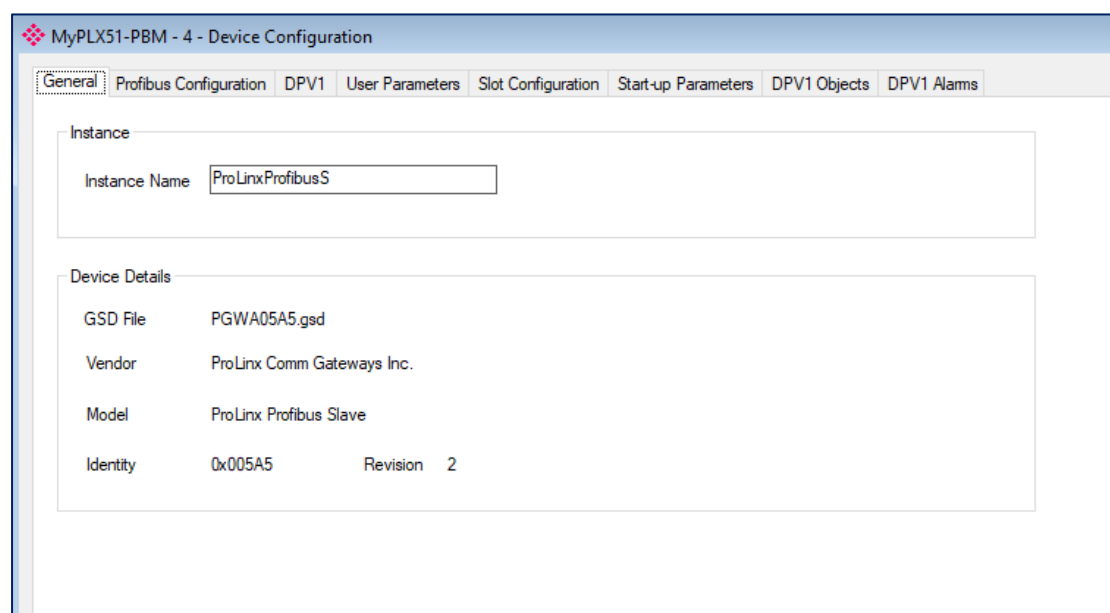 MyPLX51-PBM - 4 - Device Configuration
General Profibus Configuration DPV1 User Parameters Slot Configuration Start-up Parameters DPV1 Objects DPV1 Alarms
Instance
Instance Name ProLinxProfibusS
Device Details
GSD File PGWA05A5.gsd
Vendor ProLinx Comm Gateways Inc.
Model ProLinx Profibus Slave
Identity 0x005A5 Revision 2